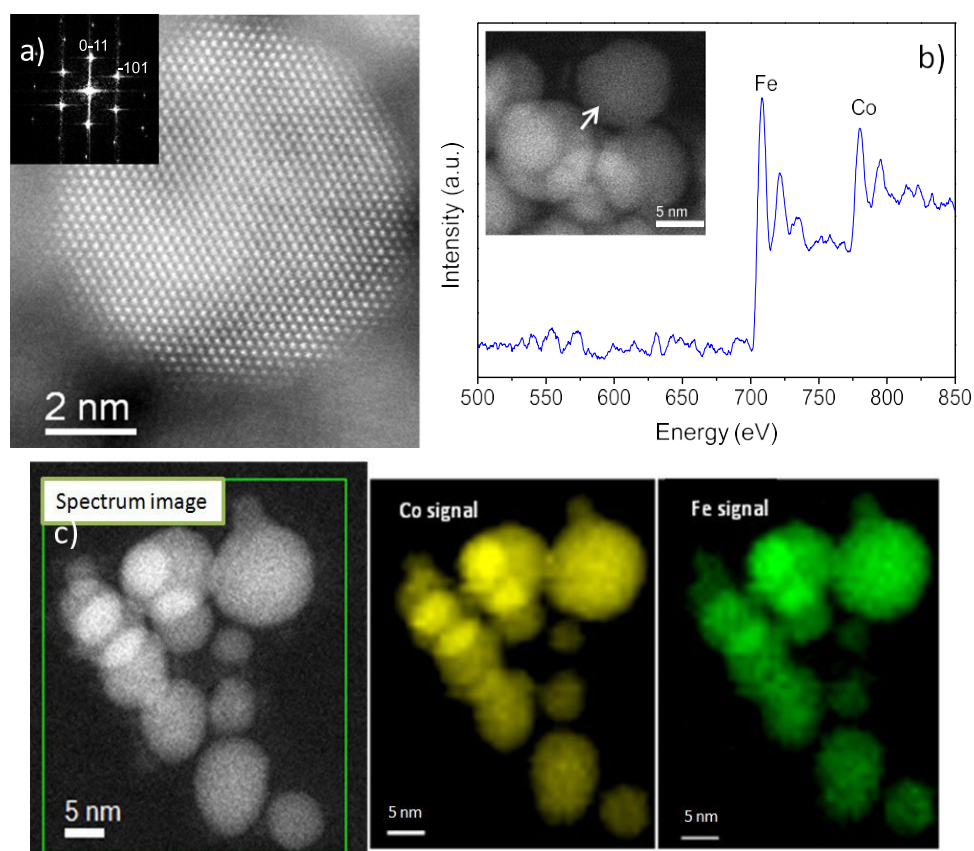 a)
0-11
-101
2 nm
b)
Fe
Co
5 nm
Intensity (a.u.)
500 550 600 650 700 750 800 850
Energy (eV)
Spectrum image
c)
5 nm
Co signal
5 nm
Fe signal
5 nm